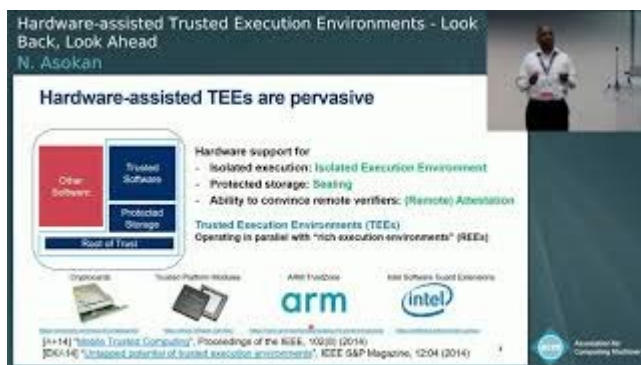 Hardware-assisted Trusted Execution Environments - Look
Back, Look Ahead
N. Asokan
Hardware-assisted TEEs are pervasive
Other
Software
Trusted
Software
Protected
Storage
Root of Trust
Hardware support for
- Isolated execution: Isolated Execution Environment
- Protected storage: Sealing
- Ability to convince remote verifiers: (Remote) Attestation
Trusted Execution Environments (TEEs)
Operating in parallel with "rich execution environments" (REEs)
Cryptocards
Trusted Platform Modules
ARM TrustZone
Intel Software Guard Extensions
arm
intel
[A+14] "Mobile Trusted Computing", Proceedings of the IEEE, 102(8) (2014)
[EKA14] "Untapped potential of trusted execution environments", IEEE S&P Magazine, 12:04 (2014)
acm
Association for
Computing Machinery